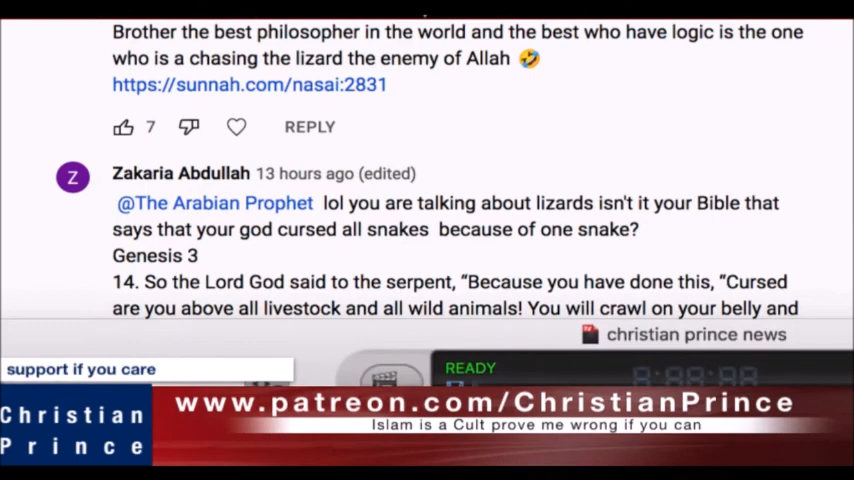 Brother the best philosopher in the world and the best who have logic is the one
who is a chasing the lizard the enemy of Allah 🤣
https://sunnah.com/nasai:2831
7 REPLY
Z Zakaria Abdullah 13 hours ago (edited)
@The Arabian Prophet lol you are talking about lizards isn't it your Bible that
says that your god cursed all snakes because of one snake?
Genesis 3
14. So the Lord God said to the serpent, “Because you have done this, “Cursed
are you above all livestock and all wild animals! You will crawl on your belly and
christian prince news
support if you care
READY
8:88:88
Christian
Prince
www.patreon.com/ChristianPrince
Islam is a Cult prove me wrong if you can